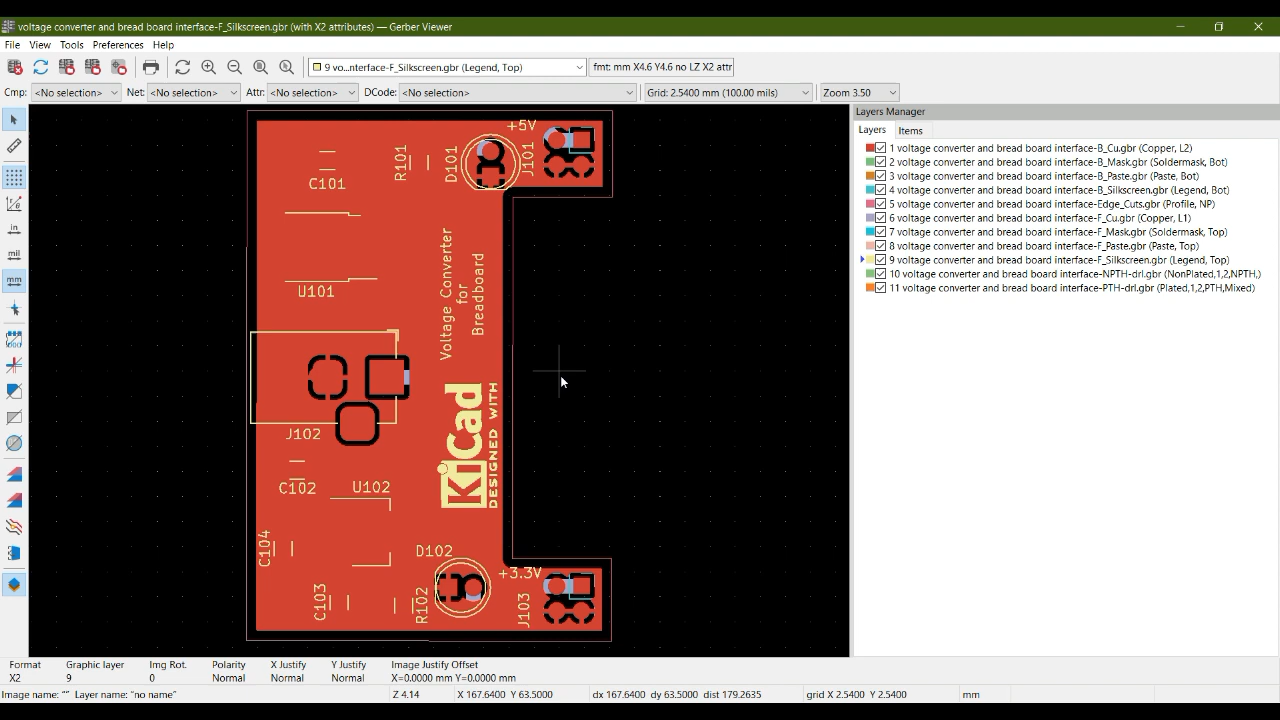 voltage converter and bread board interface-F_Silkscreen.gbr (with X2 attributes) — Gerber Viewer
File View Tools Preferences Help
9 vo...nterface-F_Silkscreen.gbr (Legend, Top) fmt: mm X4.6 Y4.6 no LZ X2 attr
Cmp: <No selection> Net: <No selection> Attr: <No selection> DCode: <No selection> Grid: 2.5400 mm (100.00 mils) Zoom 3.50
Layers Manager
Layers Items
1 voltage converter and bread board interface-B_Cu.gbr (Copper, L2)
2 voltage converter and bread board interface-B_Mask.gbr (Soldermask, Bot)
3 voltage converter and bread board interface-B_Paste.gbr (Paste, Bot)
4 voltage converter and bread board interface-B_Silkscreen.gbr (Legend, Bot)
5 voltage converter and bread board interface-Edge_Cuts.gbr (Profile, NP)
6 voltage converter and bread board interface-F_Cu.gbr (Copper, L1)
7 voltage converter and bread board interface-F_Mask.gbr (Soldermask, Top)
8 voltage converter and bread board interface-F_Paste.gbr (Paste, Top)
9 voltage converter and bread board interface-F_Silkscreen.gbr (Legend, Top)
10 voltage converter and bread board interface-NPTH-drl.gbr (NonPlated,1,2,NPTH,)
11 voltage converter and bread board interface-PTH-drl.gbr (Plated,1,2,PTH,Mixed)
in
mil
mm
+5V
C101
R101
D101
J101
U101
Voltage Converter
for
Breadboard
J102
KiCad
DESIGNED WITH
C102
U102
C104
D102
+3.3V
C103
R102
J103
Format Graphic layer Img Rot. Polarity X Justify Y Justify Image Justify Offset
X2 9 0 Normal Normal Normal X=0.0000 mm Y=0.0000 mm
Image name: "" Layer name: "no name" Z 4.14 X 167.6400 Y 63.5000 dx 167.6400 dy 63.5000 dist 179.2635 grid X 2.5400 Y 2.5400 mm